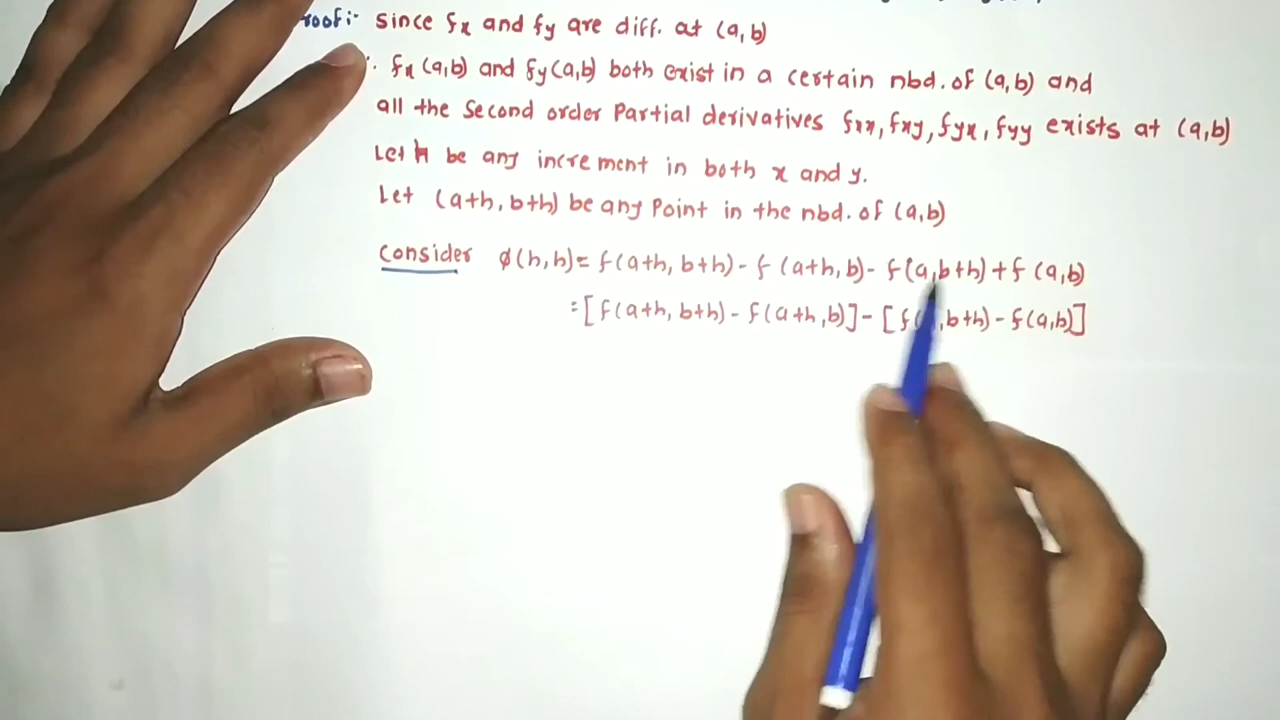 roof:- since fx and fy are diff. at (a,b)
∴ fx (a,b) and fy (a,b) both exist in a certain nbd. of (a,b) and
all the second order Partial derivatives fxx, fxy, fyx, fyy exists at (a,b)
Let h be any increment in both x and y.
Let (a+h, b+h) be any Point in the nbd. of (a,b)
Consider φ(h,h) = f(a+h, b+h) - f (a+h, b) - f(a,b+h) + f (a,b)
= [f(a+h, b+h) - f(a+h,b)] - [f( ,b+h) - f(a,b)]